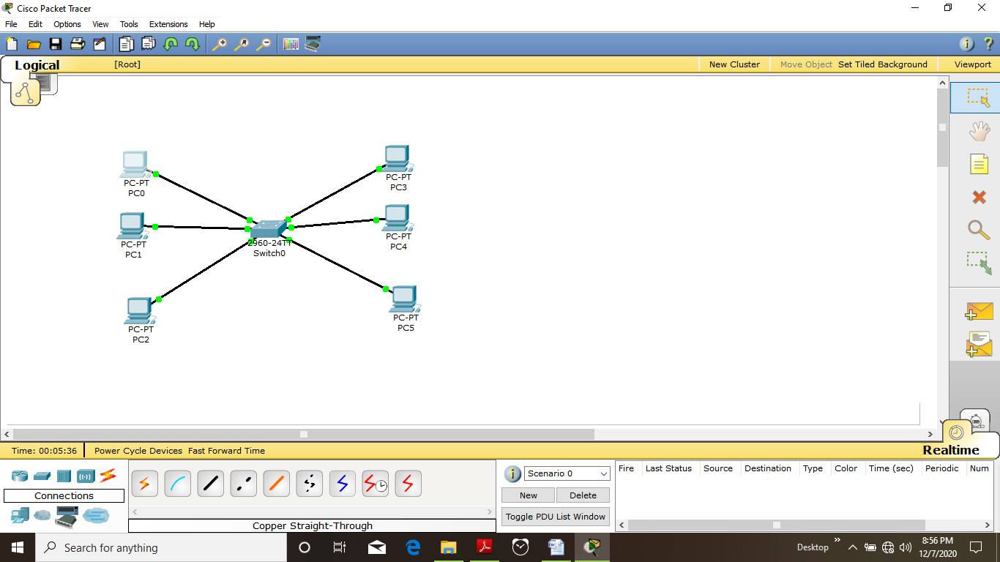 Cisco Packet Tracer
File Edit Options View Tools Extensions Help
Logical [Root] New Cluster Move Object Set Tiled Background Viewport
PC-PT
PC0
PC-PT
PC1
PC-PT
PC2
2960-24TT
Switch0
PC-PT
PC3
PC-PT
PC4
PC-PT
PC5
Time: 00:05:36 Power Cycle Devices Fast Forward Time
Realtime
Connections
Copper Straight-Through
Scenario 0
New Delete
Toggle PDU List Window
Fire Last Status Source Destination Type Color Time (sec) Periodic Num
Search for anything
Desktop
8:56 PM
12/7/2020